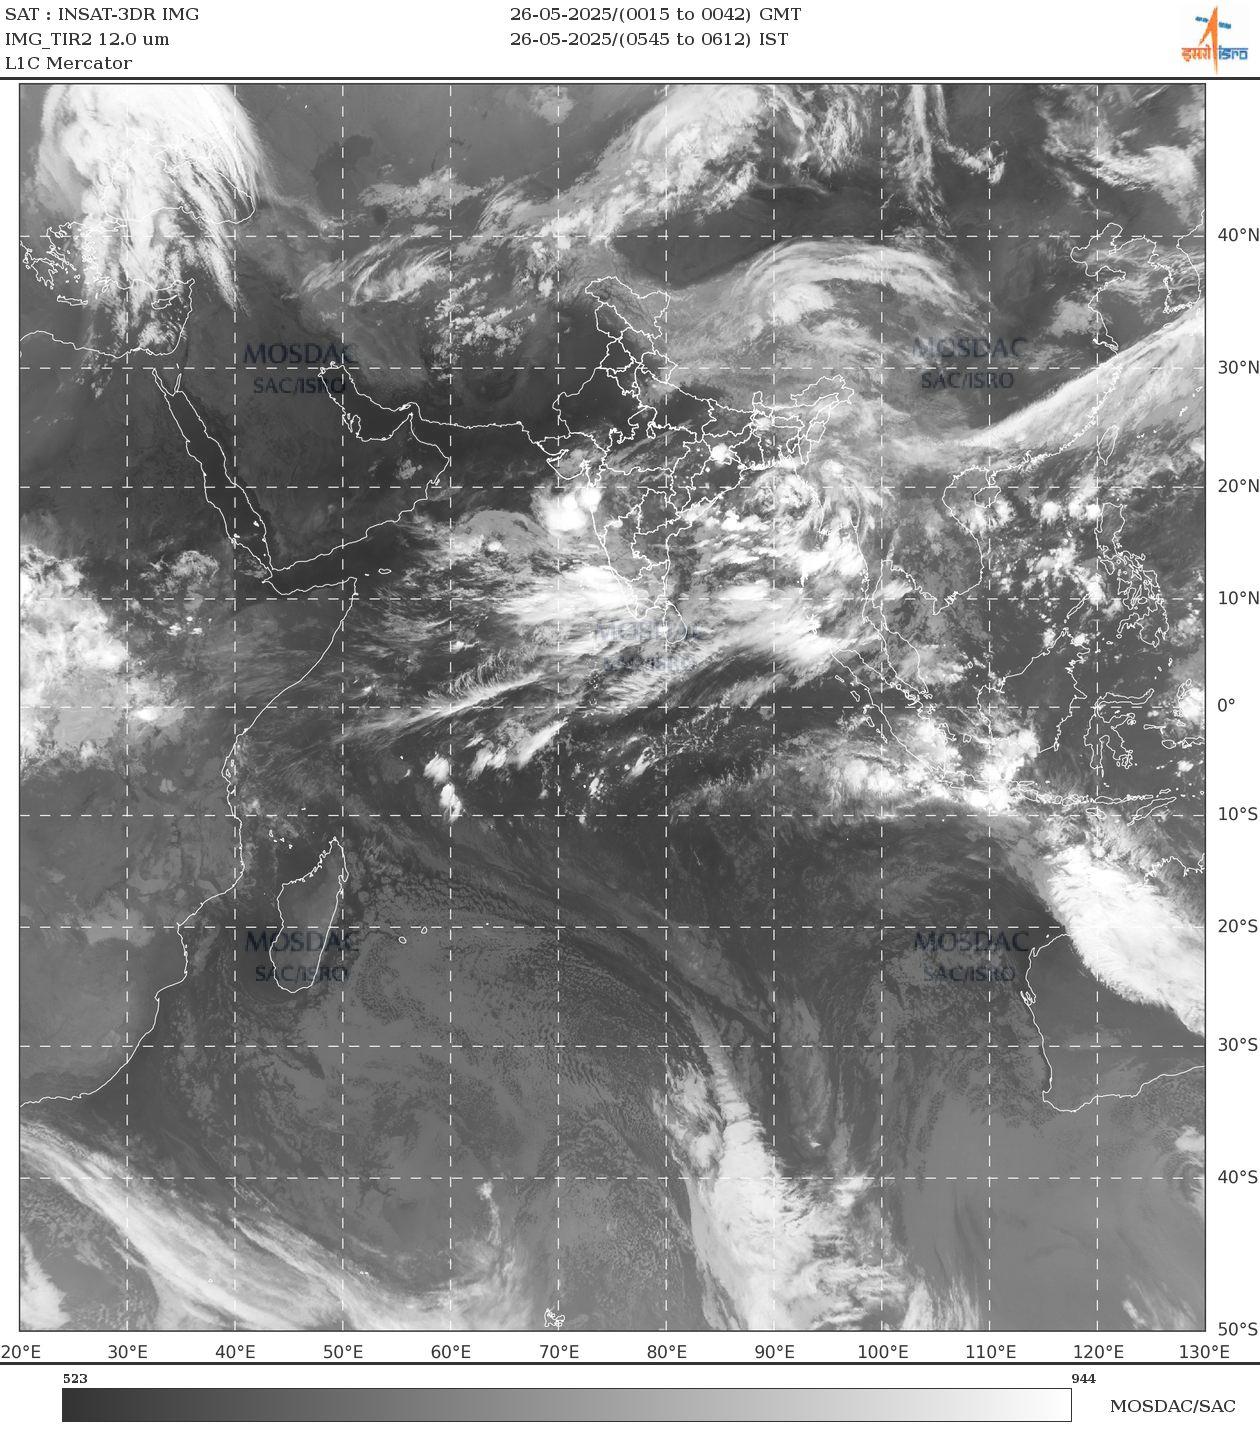 SAT : INSAT-3DR IMG
26-05-2025/(0015 to 0042) GMT
IMG_TIR2 12.0 um
26-05-2025/(0545 to 0612) IST
L1C Mercator
इसरो isro
40°N
MOSDAC
SAC/ISRO
MOSDAC
SAC/ISRO
30°N
20°N
10°N
MOSDAC
SAC/ISRO
0°
10°S
20°S
MOSDAC
SAC/ISRO
MOSDAC
SAC/ISRO
30°S
40°S
50°S
20°E 30°E 40°E 50°E 60°E 70°E 80°E 90°E 100°E 110°E 120°E 130°E
523 944
MOSDAC/SAC